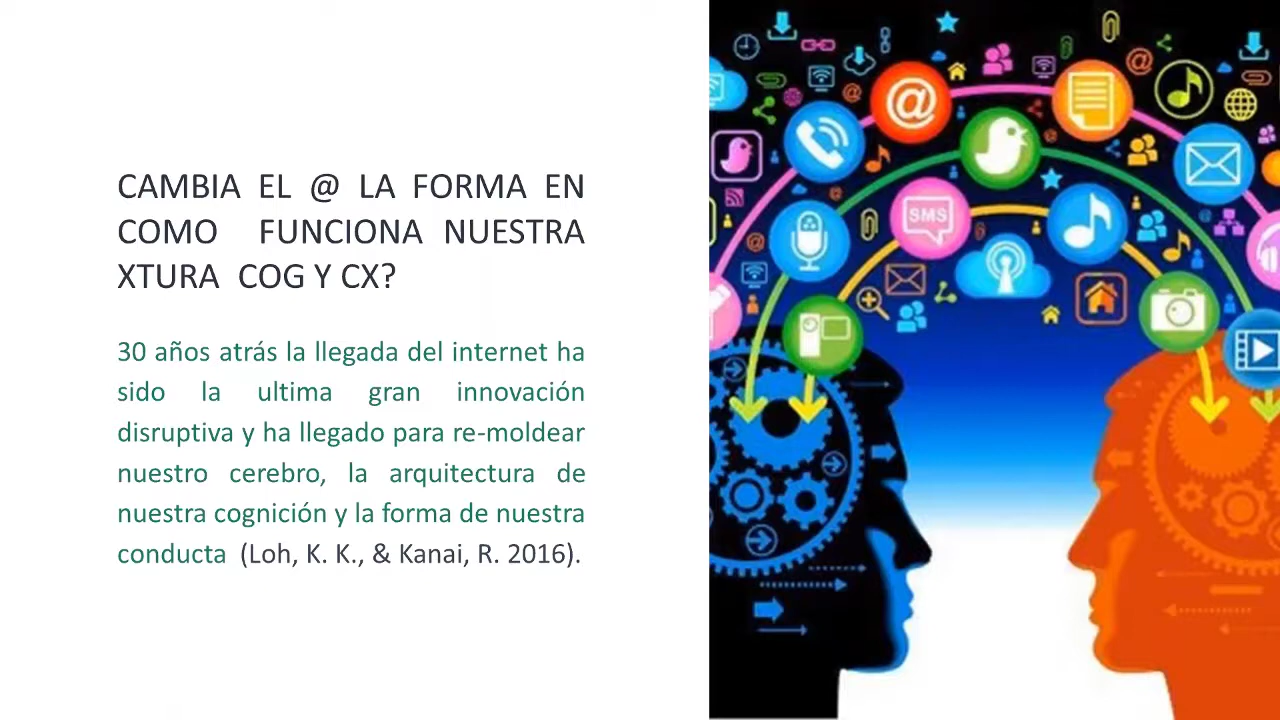 CAMBIA EL @ LA FORMA EN
COMO FUNCIONA NUESTRA
XTURA COG Y CX?
30 años atrás la llegada del internet ha
sido la ultima gran innovación
disruptiva y ha llegado para re-moldear
nuestro cerebro, la arquitectura de
nuestra cognición y la forma de nuestra
conducta (Loh, K. K., & Kanai, R. 2016).
@
SMS